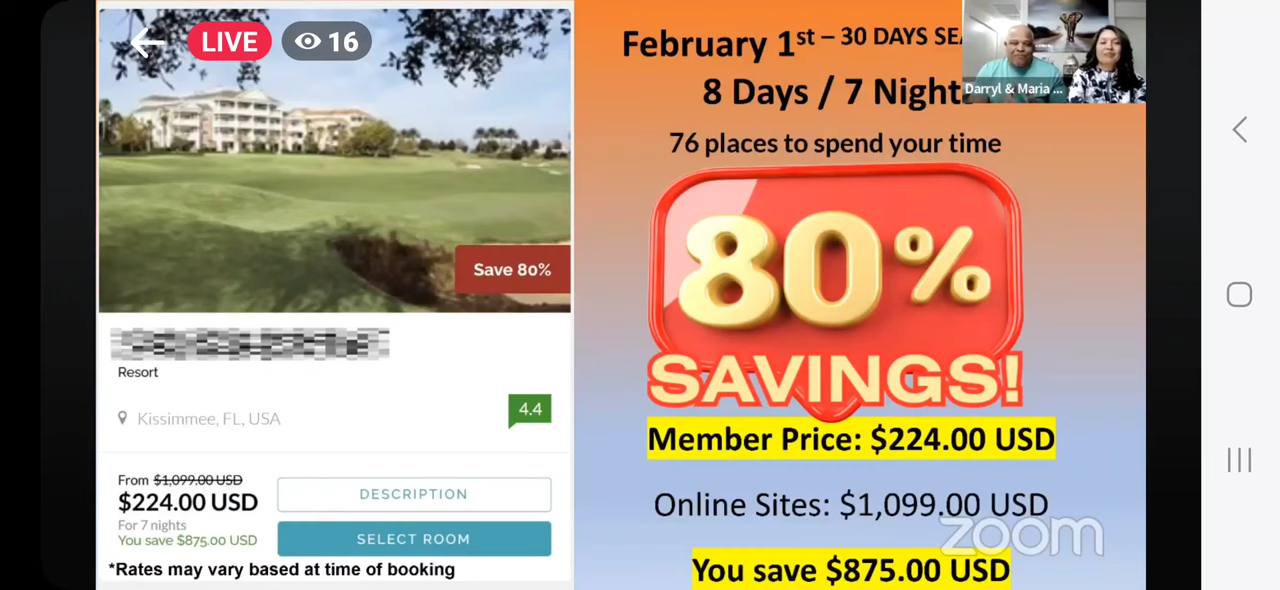 LIVE 16
February 1st – 30 DAYS
8 Days / 7 Night
Darryl & Maria ...
76 places to spend your time
80%
SAVINGS!
Save 80%
Resort
Kissimmee, FL, USA
4.4
From $1,099.00 USD
$224.00 USD
For 7 nights
You save $875.00 USD
DESCRIPTION
SELECT ROOM
*Rates may vary based at time of booking
Member Price: $224.00 USD
Online Sites: $1,099.00 USD
zoom
You save $875.00 USD